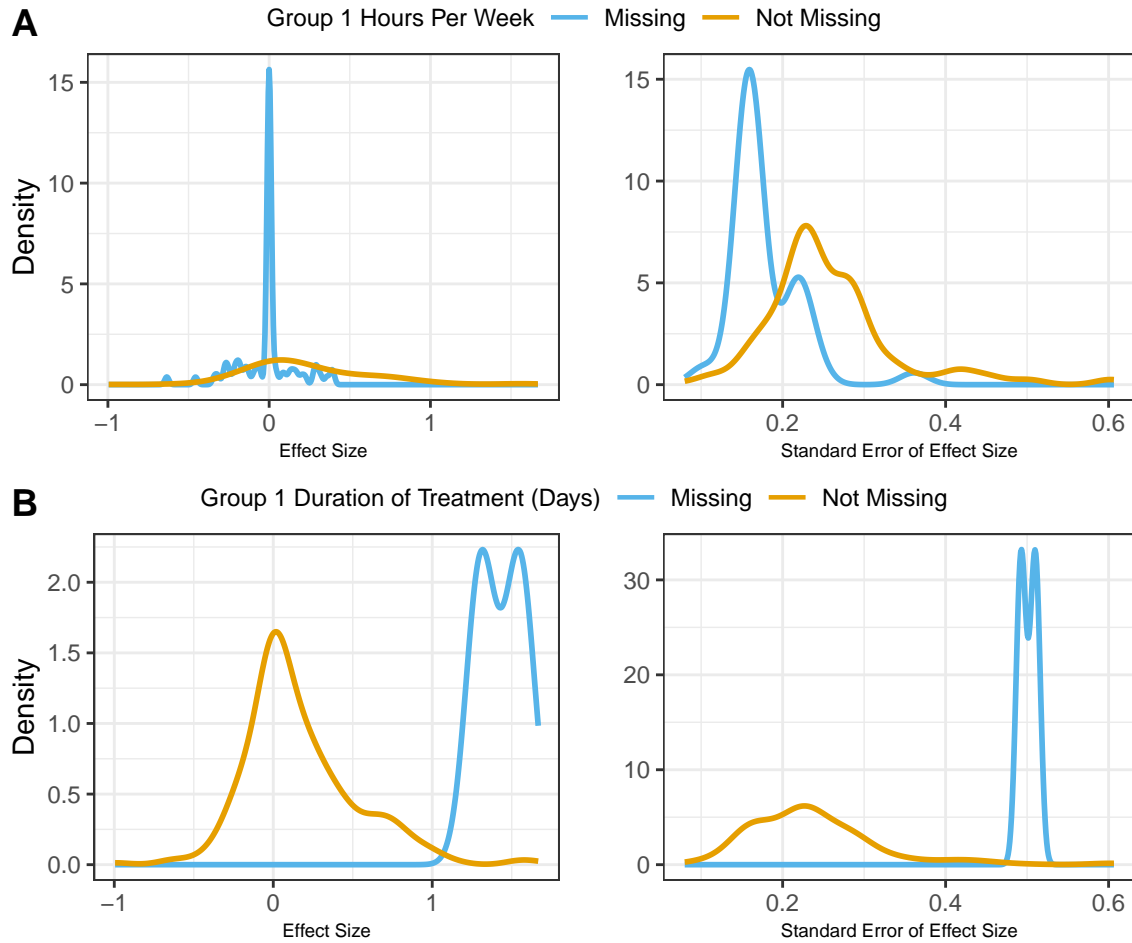 A
Group 1 Hours Per Week Missing Not Missing
Density
15
10
5
0
−1 0 1
Effect Size
15
10
5
0
0.2 0.4 0.6
Standard Error of Effect Size
B
Group 1 Duration of Treatment (Days) Missing Not Missing
Density
2.0
1.5
1.0
0.5
0.0
−1 0 1
Effect Size
30
20
10
0
0.2 0.4 0.6
Standard Error of Effect Size